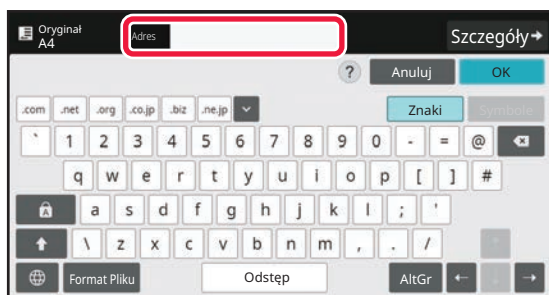 Oryginał
A4
Adres
Szczegóły
? Anuluj OK
.com .net .org .co.jp .biz .ne.jp Znaki Symbole
` 1 2 3 4 5 6 7 8 9 0 - = @
q w e r t y u i o p [ ] #
A a s d f g h j k l ; '
\ z x c v b n m , . /
Format Pliku Odstęp AltGr